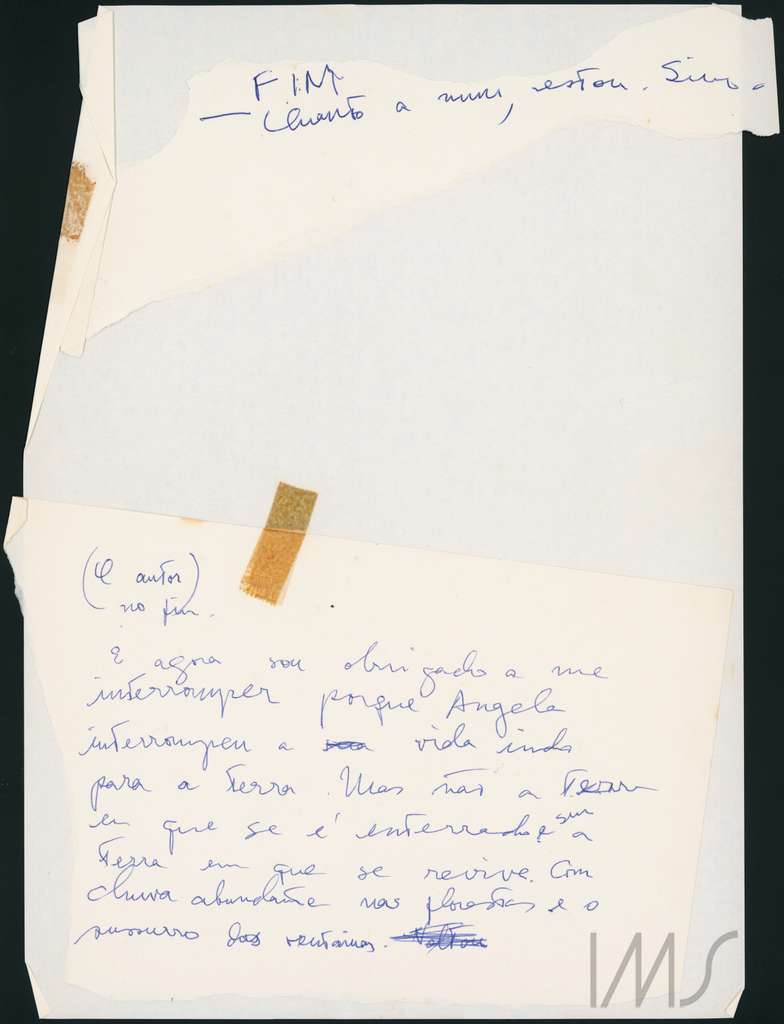 FIM
— Quanto a mim, estou. Sim.
(O autor)
no fim.
E agora sou obrigado a me
interromper porque Angela
interrompeu a sua vida indo
para a terra. Mas não a terra
em que se é enterrado e sim a
terra em que se revive. Com
chuva abundante nas florestas e o
sussurro das ventanias.
IMS